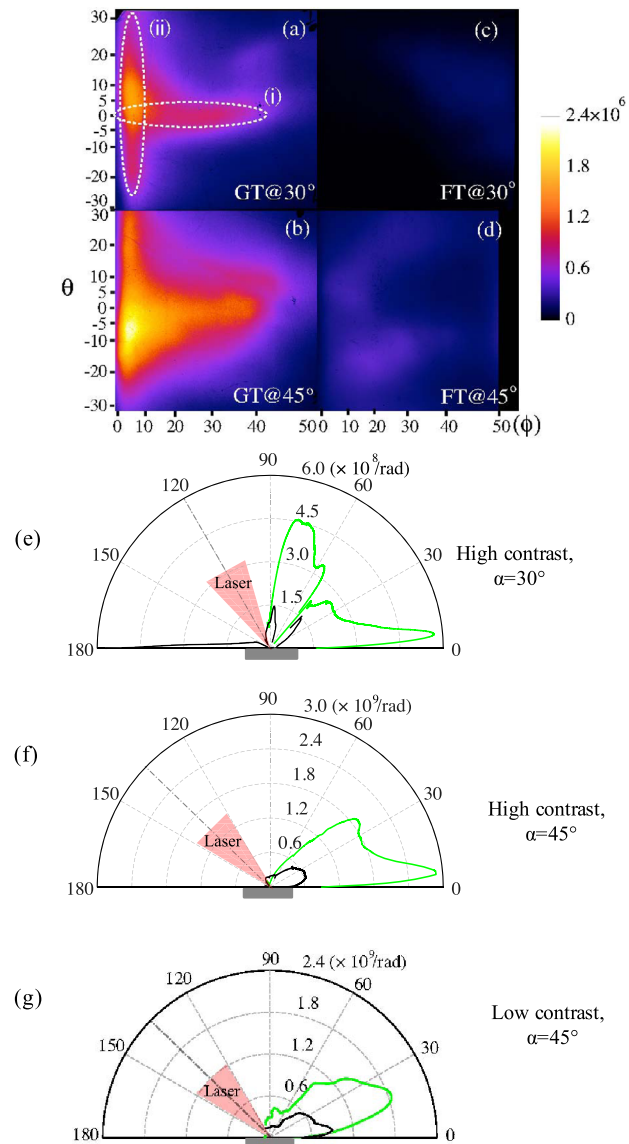 30
(ii)
(a)
(c)
20
10
5
(i)
0
-5
-10
-20
GT@30°
FT@30°
-30
2.4×10⁶
1.8
1.2
0.6
0
30
(b)
(d)
20
10
θ
5
0
-5
-10
-20
GT@45°
FT@45°
-30
0 10 20 30 40 50 0 10 20 30 40 50 (ϕ)
90
6.0 (× 10⁸/rad)
120
60
(e)
4.5
High contrast,
α=30°
150
3.0
30
Laser
1.5
180
0
90
3.0 (× 10⁹/rad)
(f)
120
60
2.4
1.8
High contrast,
α=45°
150
1.2
30
Laser
0.6
180
0
90
2.4 (× 10⁹/rad)
(g)
120
60
1.8
Low contrast,
α=45°
150
1.2
30
Laser
0.6
180
0